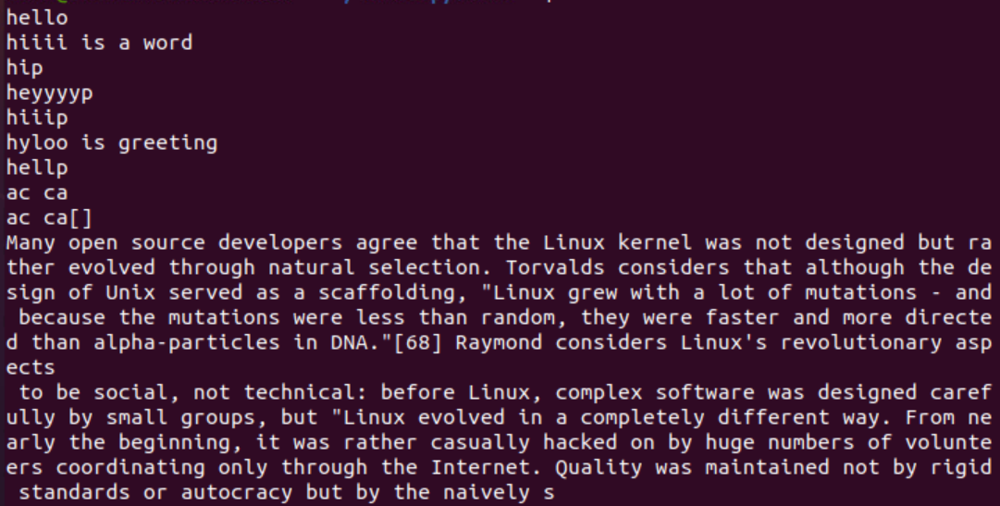 hello
hiiii is a word
hip
heyyyyp
hiiip
hyloo is greeting
hellp
ac ca
ac ca[]
Many open source developers agree that the Linux kernel was not designed but ra
ther evolved through natural selection. Torvalds considers that although the de
sign of Unix served as a scaffolding, "Linux grew with a lot of mutations - and
 because the mutations were less than random, they were faster and more directe
d than alpha-particles in DNA."[68] Raymond considers Linux's revolutionary asp
ects
 to be social, not technical: before Linux, complex software was designed caref
ully by small groups, but "Linux evolved in a completely different way. From ne
arly the beginning, it was rather casually hacked on by huge numbers of volunte
ers coordinating only through the Internet. Quality was maintained not by rigid
 standards or autocracy but by the naively s